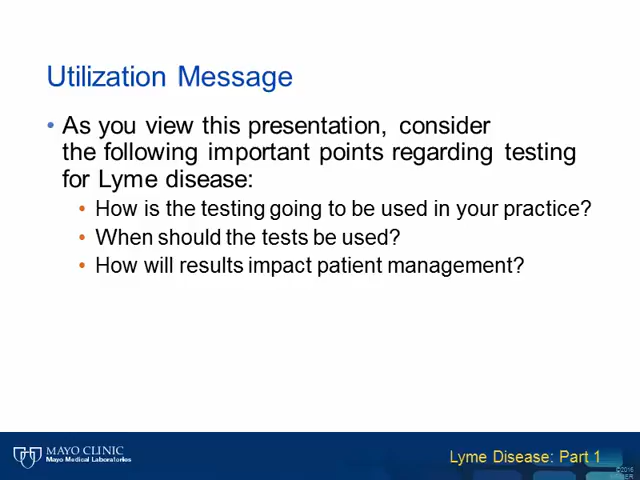 Utilization Message
• As you view this presentation, consider
the following important points regarding testing
for Lyme disease:
• How is the testing going to be used in your practice?
• When should the tests be used?
• How will results impact patient management?
MAYO CLINIC
Mayo Medical Laboratories
Lyme Disease: Part 1
©2016